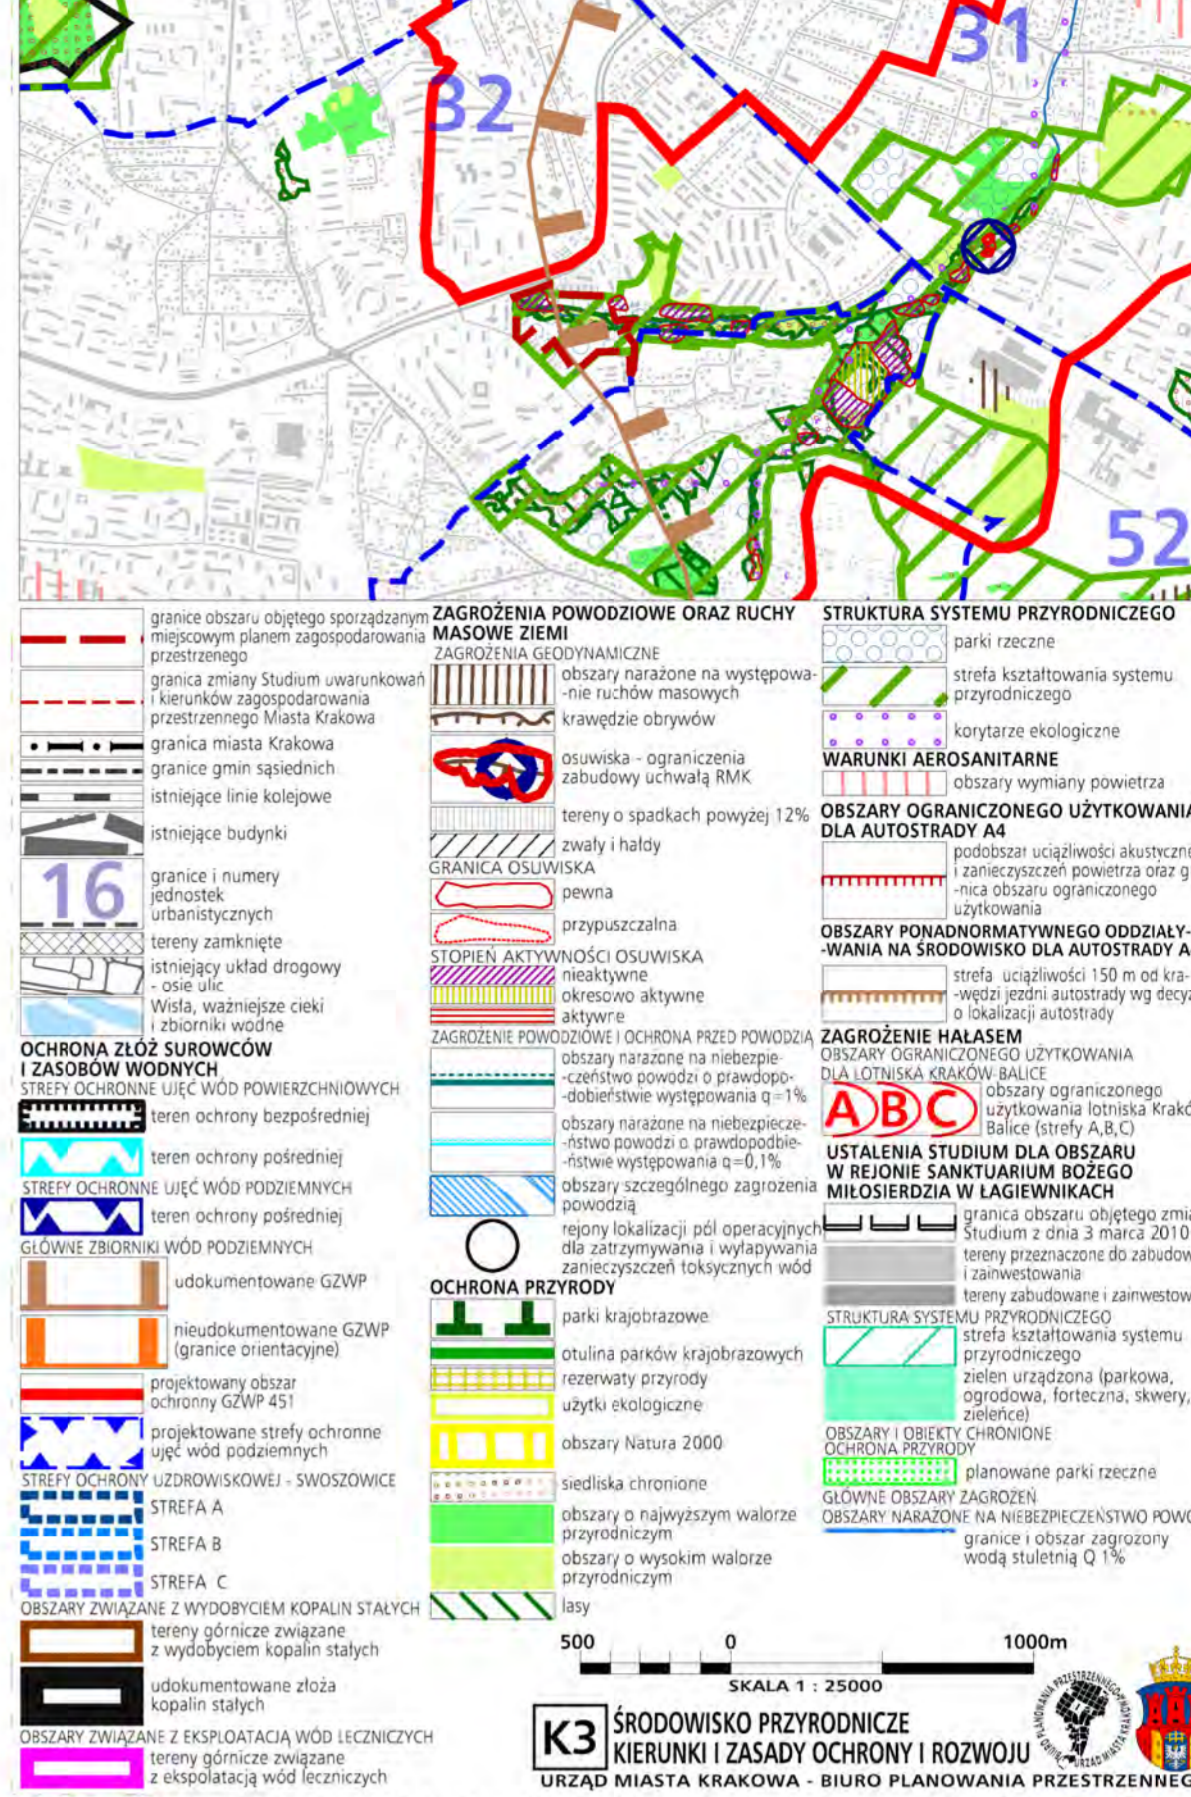 31
32
52
granice obszaru objętego sporządzanym
miejscowym planem zagospodarowania
przestrzenego
granica zmiany Studium uwarunkowań
i kierunków zagospodarowania
przestrzennego Miasta Krakowa
granica miasta Krakowa
granice gmin sąsiednich
istniejące linie kolejowe
istniejące budynki
16
granice i numery
jednostek
urbanistycznych
tereny zamknięte
istniejący układ drogowy
- osie ulic
Wisła, ważniejsze cieki
i zbiorniki wodne
OCHRONA ZŁÓŻ SUROWCÓW
I ZASOBÓW WODNYCH
STREFY OCHRONNE UJĘĆ WÓD POWIERZCHNIOWYCH
teren ochrony bezpośredniej
teren ochrony pośredniej
STREFY OCHRONNE UJĘĆ WÓD PODZIEMNYCH
teren ochrony pośredniej
GŁÓWNE ZBIORNIKI WÓD PODZIEMNYCH
udokumentowane GZWP
nieudokumentowane GZWP
(granice orientacyjne)
projektowany obszar
ochronny GZWP 451
projektowane strefy ochronne
ujęć wód podziemnych
STREFY OCHRONY UZDROWISKOWEJ - SWOSZOWICE
STREFA A
STREFA B
STREFA C
OBSZARY ZWIĄZANE Z WYDOBYCIEM KOPALIN STAŁYCH
tereny górnicze związane
z wydobyciem kopalin stałych
udokumentowane złoża
kopalin stałych
OBSZARY ZWIĄZANE Z EKSPLOATACJĄ WÓD LECZNICZYCH
tereny górnicze związane
z ekspolatacją wód leczniczych
ZAGROŻENIA POWODZIOWE ORAZ RUCHY
MASOWE ZIEMI
ZAGROŻENIA GEODYNAMICZNE
obszary narażone na występowa-
-nie ruchów masowych
krawędzie obrywów
osuwiska - ograniczenia
zabudowy uchwałą RMK
tereny o spadkach powyżej 12%
zwały i hałdy
GRANICA OSUWISKA
pewna
przypuszczalna
STOPIEŃ AKTYWNOŚCI OSUWISKA
nieaktywne
okresowo aktywne
aktywne
ZAGROŻENIE POWODZIOWE I OCHRONA PRZED POWODZIĄ
obszary narażone na niebezpie-
-czeństwo powodzi o prawdopo-
-dobieństwie występowania q=1%
obszary narażone na niebezpiecze-
-ństwo powodzi o prawdopodbie-
-ństwie występowania q=0,1%
obszary szczególnego zagrożenia
powodzią
rejony lokalizacji pól operacyjnych
dla zatrzymywania i wyłapywania
zanieczyszczeń toksycznych wód
OCHRONA PRZYRODY
parki krajobrazowe
otulina parków krajobrazowych
rezerwaty przyrody
użytki ekologiczne
obszary Natura 2000
siedliska chronione
obszary o najwyższym walorze
przyrodniczym
obszary o wysokim walorze
przyrodniczym
lasy
STRUKTURA SYSTEMU PRZYRODNICZEGO
parki rzeczne
strefa kształtowania systemu
przyrodniczego
korytarze ekologiczne
WARUNKI AEROSANITARNE
obszary wymiany powietrza
OBSZARY OGRANICZONEGO UŻYTKOWANIA
DLA AUTOSTRADY A4
podobszar uciążliwości akustyczne
i zanieczyszczeń powietrza oraz g
-nica obszaru ograniczonego
użytkowania
OBSZARY PONADNORMATYWNEGO ODDZIAŁY-
-WANIA NA ŚRODOWISKO DLA AUTOSTRADY A
strefa uciążliwości 150 m od kra-
-wędzi jezdni autostrady wg decyz
o lokalizacji autostrady
ZAGROŻENIE HAŁASEM
OBSZARY OGRANICZONEGO UŻYTKOWANIA
DLA LOTNISKA KRAKÓW-BALICE
A B C
obszary ograniczonego
użytkowania lotniska Krakó
Balice (strefy A,B,C)
USTALENIA STUDIUM DLA OBSZARU
W REJONIE SANKTUARIUM BOŻEGO
MIŁOSIERDZIA W ŁAGIEWNIKACH
granica obszaru objętego zmia
Studium z dnia 3 marca 2010
tereny przeznaczone do zabudow
i zainwestowania
tereny zabudowane i zainwestow
STRUKTURA SYSTEMU PRZYRODNICZEGO
strefa kształtowania systemu
przyrodniczego
zielen urządzona (parkowa,
ogrodowa, forteczna, skwery,
zieleńce)
OBSZARY I OBIEKTY CHRONIONE
OCHRONA PRZYRODY
planowane parki rzeczne
GŁÓWNE OBSZARY ZAGROŻEŃ
OBSZARY NARAŻONE NA NIEBEZPIECZEŃSTWO POWO
granice i obszar zagrożony
wodą stuletnią Q 1%
500 0 1000m
SKALA 1 : 25000
K3
ŚRODOWISKO PRZYRODNICZE
KIERUNKI I ZASADY OCHRONY I ROZWOJU
URZĄD MIASTA KRAKOWA - BIURO PLANOWANIA PRZESTRZENNEG